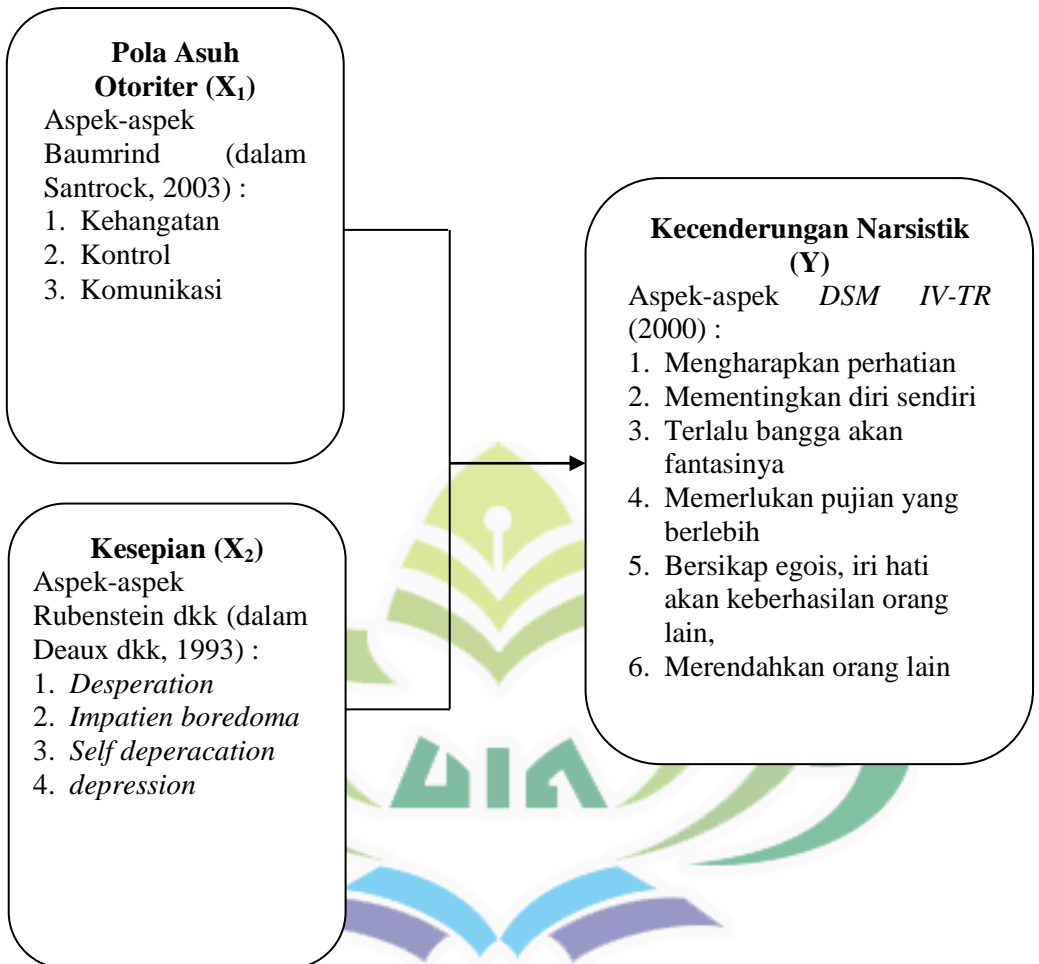 Pola Asuh
Otoriter (X₁)
Aspek-aspek
Baumrind (dalam
Santrock, 2003) :
1. Kehangatan
2. Kontrol
3. Komunikasi
Kesepian (X₂)
Aspek-aspek
Rubenstein dkk (dalam
Deaux dkk, 1993) :
1. Desperation
2. Impatien boredoma
3. Self deperacation
4. depression
Kecenderungan Narsistik
(Y)
Aspek-aspek DSM IV-TR
(2000) :
1. Mengharapkan perhatian
2. Mementingkan diri sendiri
3. Terlalu bangga akan
fantasinya
4. Memerlukan pujian yang
berlebih
5. Bersikap egois, iri hati
akan keberhasilan orang
lain,
6. Merendahkan orang lain